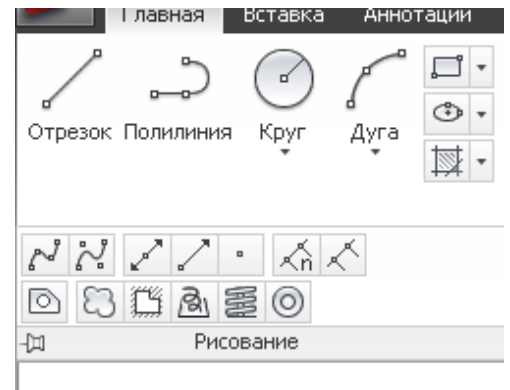 Главная Вставка Аннотации
Отрезок Полилиния Круг Дуга
n
Рисование